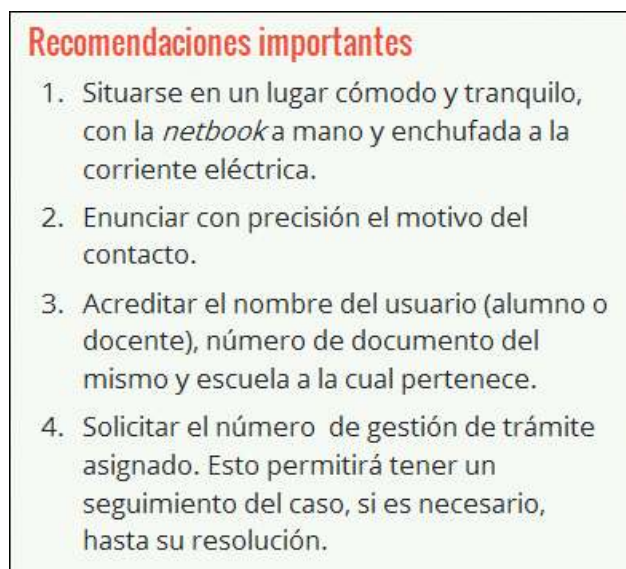 Recomendaciones importantes
1. Situarse en un lugar cómodo y tranquilo,
con la netbook a mano y enchufada a la
corriente eléctrica.
2. Enunciar con precisión el motivo del
contacto.
3. Acreditar el nombre del usuario (alumno o
docente), número de documento del
mismo y escuela a la cual pertenece.
4. Solicitar el número de gestión de trámite
asignado. Esto permitirá tener un
seguimiento del caso, si es necesario,
hasta su resolución.